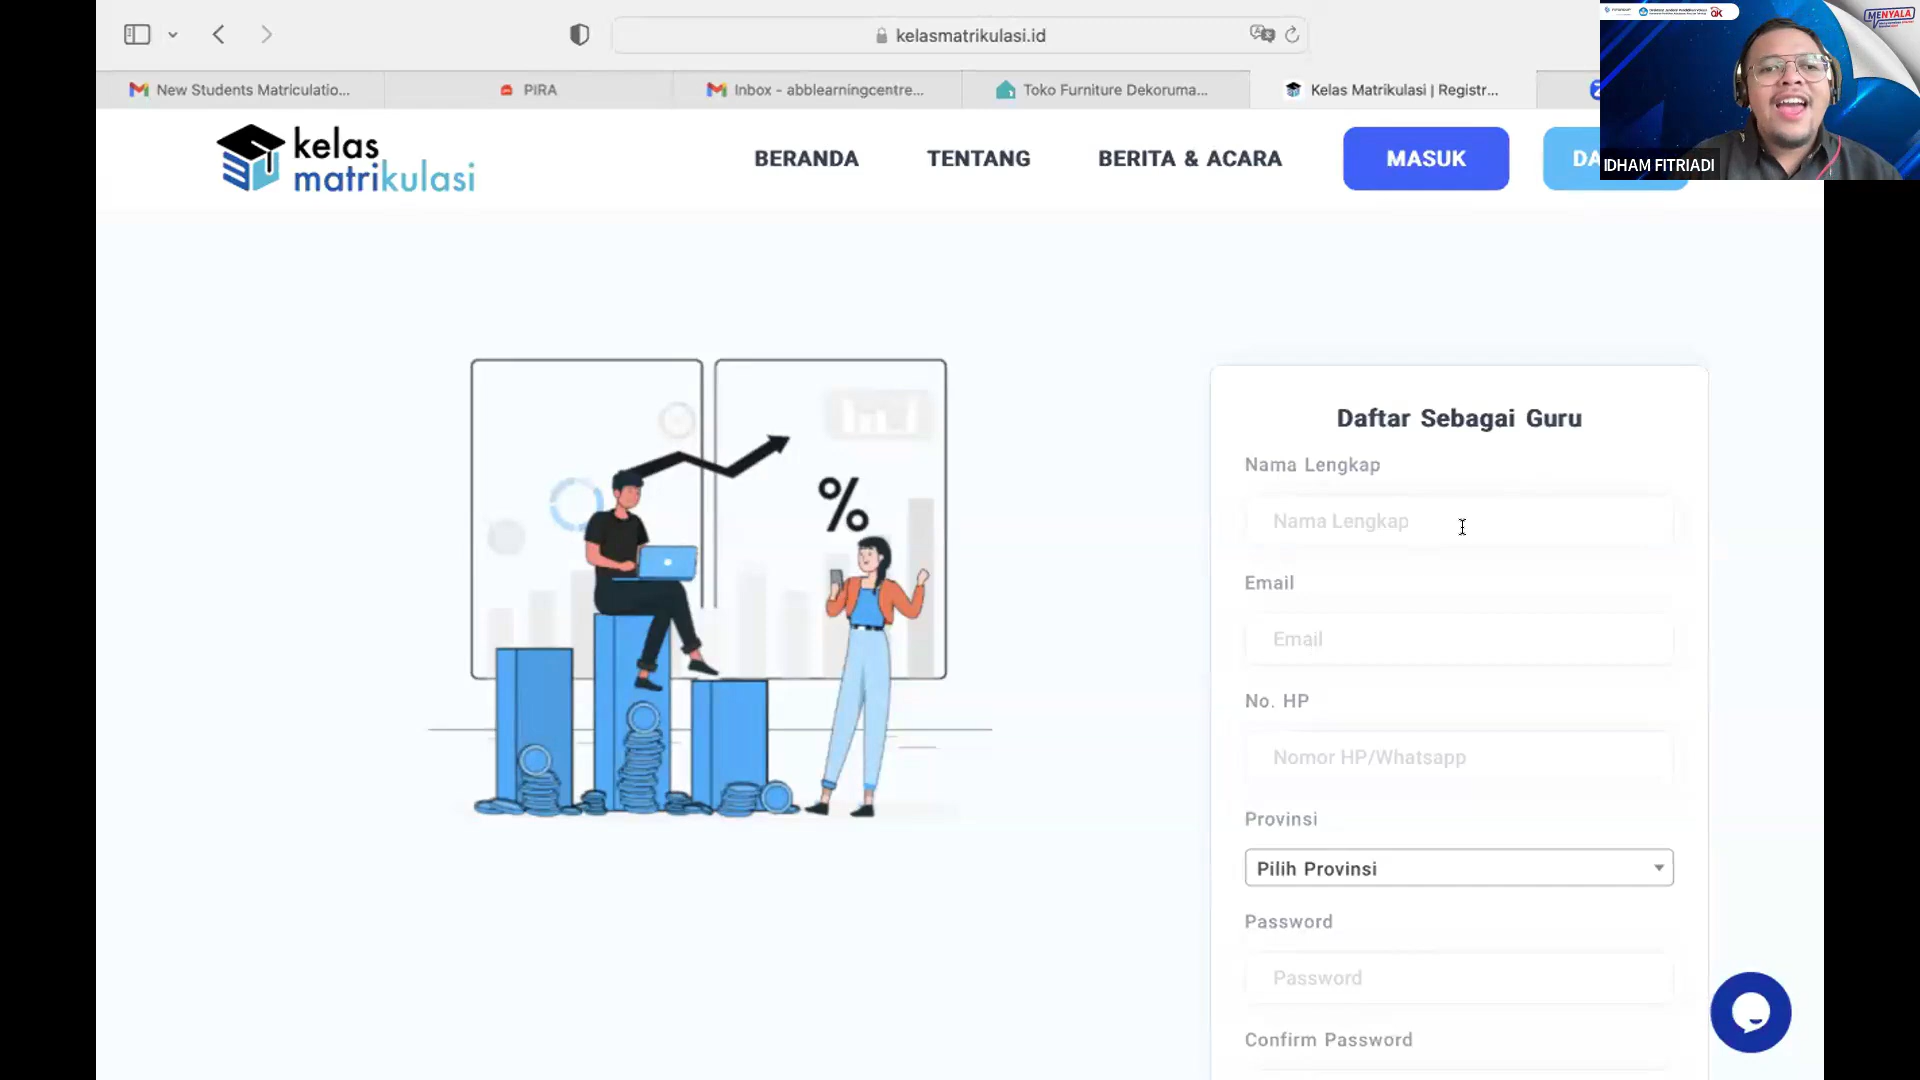 kelasmatrikulasi.id
New Students Matriculatio...
PIRA
Inbox - abblearningcentre...
Toko Furniture Dekoruma...
Kelas Matrikulasi | Registr...
MENYALA
kelas
matrikulasi
BERANDA
TENTANG
BERITA & ACARA
MASUK
DA
IDHAM FITRIADI
%
Daftar Sebagai Guru
Nama Lengkap
Nama Lengkap
Email
Email
No. HP
Nomor HP/Whatsapp
Provinsi
Pilih Provinsi
Password
Password
Confirm Password